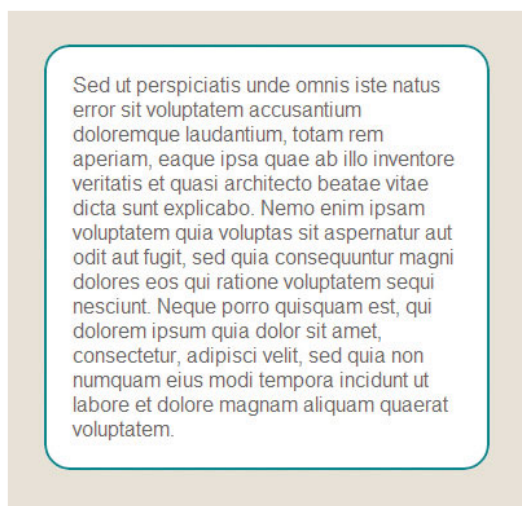 Sed ut perspiciatis unde omnis iste natus
error sit voluptatem accusantium
doloremque laudantium, totam rem
aperiam, eaque ipsa quae ab illo inventore
veritatis et quasi architecto beatae vitae
dicta sunt explicabo. Nemo enim ipsam
voluptatem quia voluptas sit aspernatur aut
odit aut fugit, sed quia consequuntur magni
dolores eos qui ratione voluptatem sequi
nesciunt. Neque porro quisquam est, qui
dolorem ipsum quia dolor sit amet,
consectetur, adipisci velit, sed quia non
numquam eius modi tempora incidunt ut
labore et dolore magnam aliquam quaerat
voluptatem.